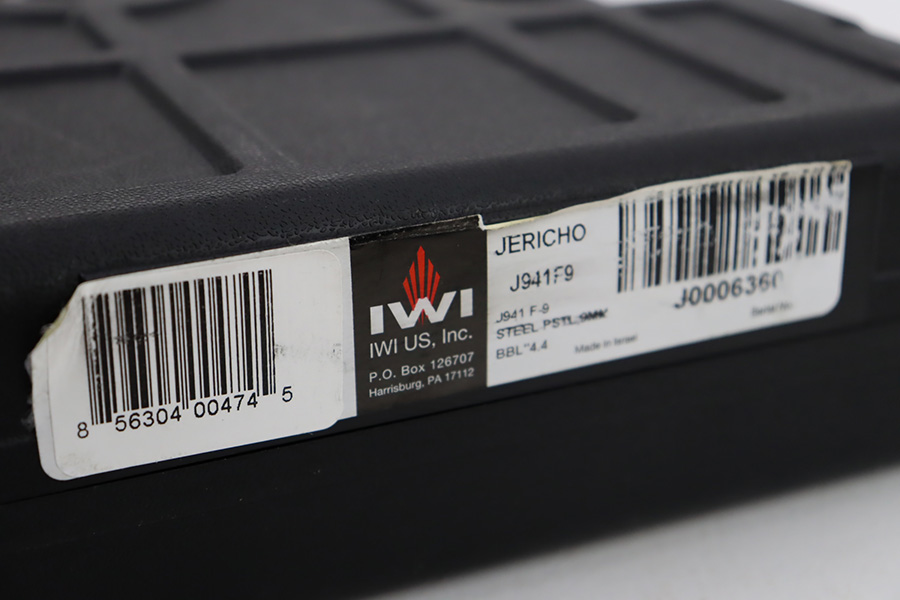 8 56304 00474 5
IWI
IWI US, Inc.
P.O. Box 126707
Harrisburg, PA 17112
JERICHO
J941F9
J941 F-9
STEEL PSTL,9MM
BBL"4.4
Made in Israel
J0006360
Serial No.